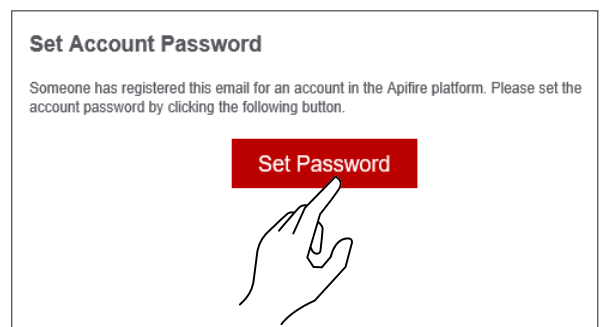 Set Account Password
Someone has registered this email for an account in the Apifire platform. Please set the
account password by clicking the following button.
Set Password